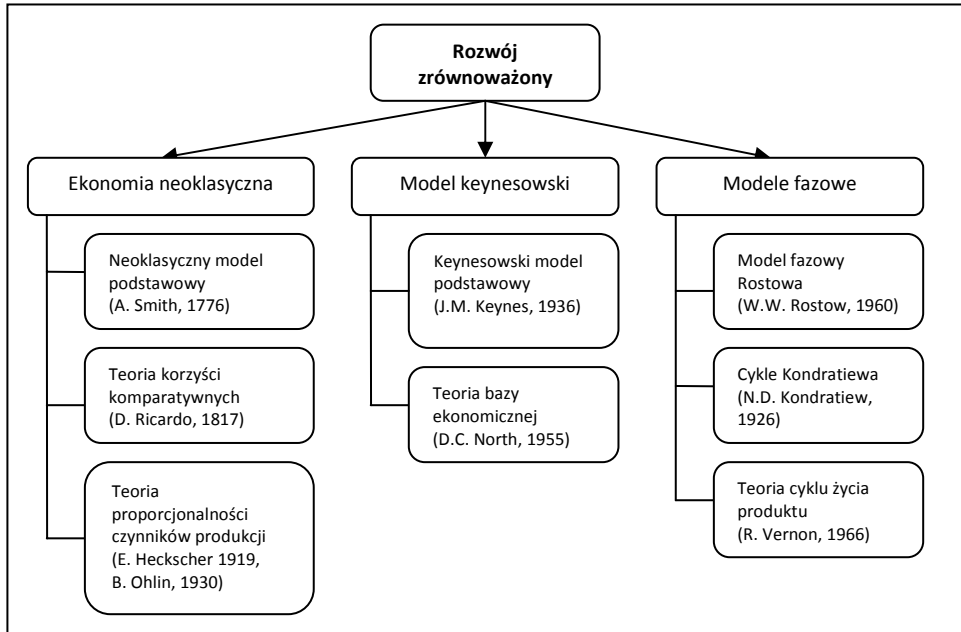 Rozwój
zrównoważony
Ekonomia neoklasyczna
Neoklasyczny model
podstawowy
(A. Smith, 1776)
Teoria korzyści
komparatywnych
(D. Ricardo, 1817)
Teoria
proporcjonalności
czynników produkcji
(E. Heckscher 1919,
B. Ohlin, 1930)
Model keynesowski
Keynesowski model
podstawowy
(J.M. Keynes, 1936)
Teoria bazy
ekonomicznej
(D.C. North, 1955)
Modele fazowe
Model fazowy
Rostowa
(W.W. Rostow, 1960)
Cykle Kondratiewa
(N.D. Kondratiew,
1926)
Teoria cyklu życia
produktu
(R. Vernon, 1966)